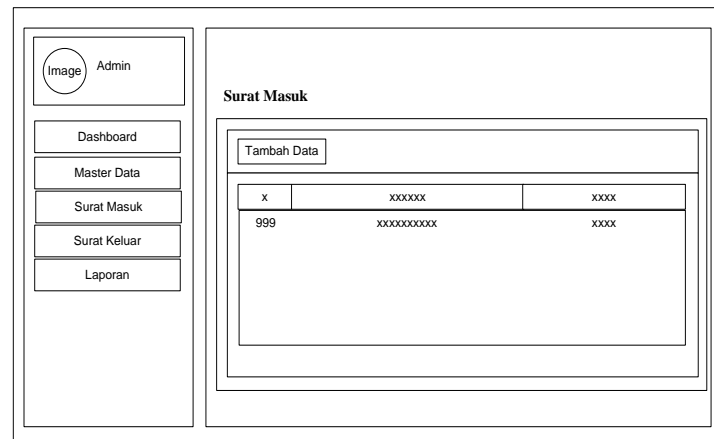 Image
Admin
Dashboard
Master Data
Surat Masuk
Surat Keluar
Laporan
Surat Masuk
Tambah Data
x xxxxxx xxxx
999 xxxxxxxxxx xxxx